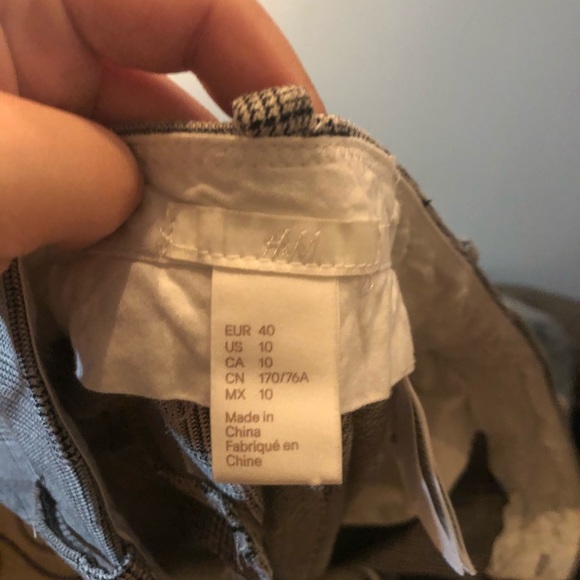 H&M
EUR 40
US 10
CA 10
CN 170/76A
MX 10
Made in
China
Fabriqué en
Chine